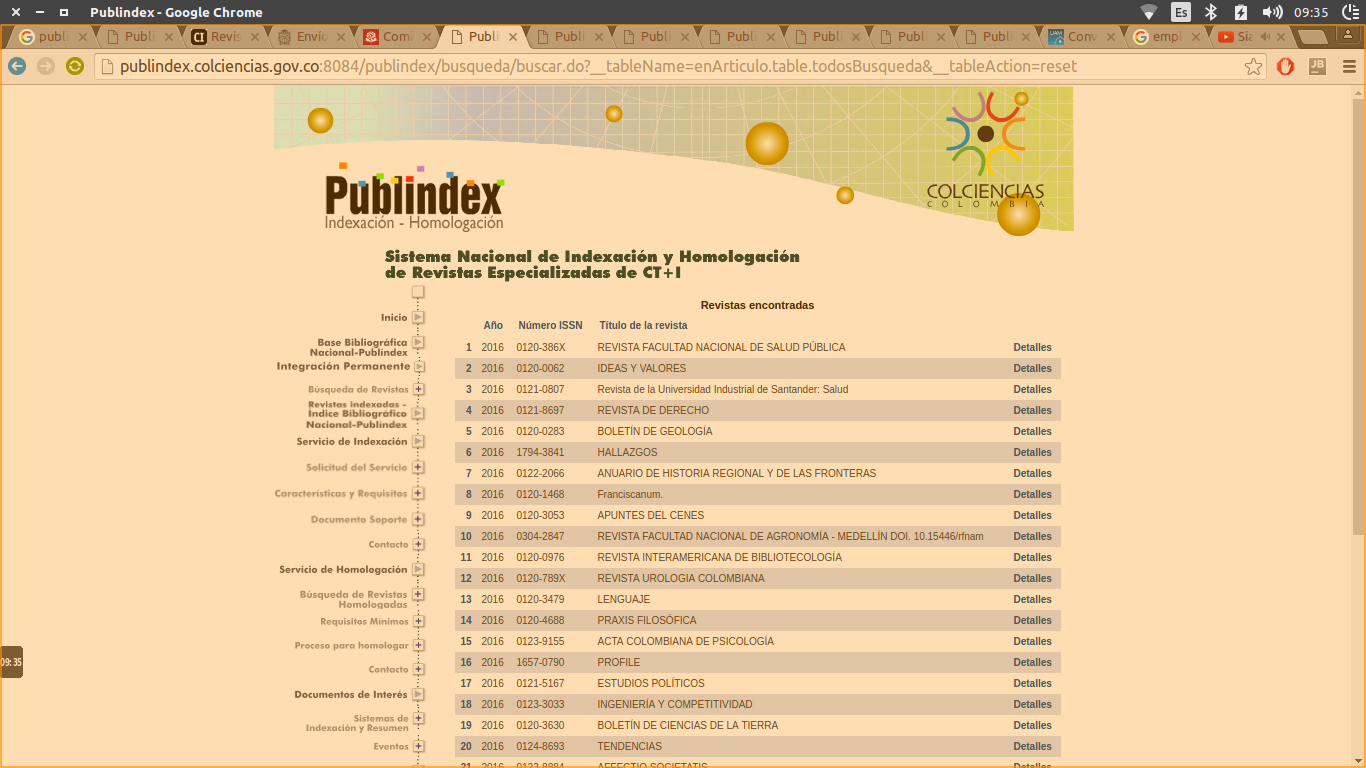 Publindex - Google Chrome
Es
09:35
publ
Publ
Revis
Envío
Comi
Publ
Publ
Publ
Publ
Publ
Publ
Publ
Conv
empl
Sia
publindex.colciencias.gov.co:8084/publindex/busqueda/buscar.do?__tableName=enArticulo.table.todosBusqueda&__tableAction=reset
JB
Publindex
Indexación - Homologación
COLCIENCIAS
COLOMBIA
Sistema Nacional de Indexación y Homologación
de Revistas Especializadas de CT+I
Inicio
Base Bibliográfica
Nacional-Publindex
Integración Permanente
Búsqueda de Revistas
Revistas indexadas -
Índice Bibliográfico
Nacional-Publindex
Servicio de Indexación
Solicitud del Servicio
Características y Requisitos
Documento Soporte
Contacto
Servicio de Homologación
Búsqueda de Revistas
Homologadas
Requisitos Mínimos
Proceso para homologar
Contacto
Documentos de Interés
Sistemas de
Indexación y Resumen
Eventos
09:35
Revistas encontradas
Año Número ISSN Título de la revista
1 2016 0120-386X REVISTA FACULTAD NACIONAL DE SALUD PÚBLICA Detalles
2 2016 0120-0062 IDEAS Y VALORES Detalles
3 2016 0121-0807 Revista de la Universidad Industrial de Santander: Salud Detalles
4 2016 0121-8697 REVISTA DE DERECHO Detalles
5 2016 0120-0283 BOLETÍN DE GEOLOGÍA Detalles
6 2016 1794-3841 HALLAZGOS Detalles
7 2016 0122-2066 ANUARIO DE HISTORIA REGIONAL Y DE LAS FRONTERAS Detalles
8 2016 0120-1468 Franciscanum. Detalles
9 2016 0120-3053 APUNTES DEL CENES Detalles
10 2016 0304-2847 REVISTA FACULTAD NACIONAL DE AGRONOMÍA - MEDELLÍN DOI. 10.15446/rfnam Detalles
11 2016 0120-0976 REVISTA INTERAMERICANA DE BIBLIOTECOLOGÍA Detalles
12 2016 0120-789X REVISTA UROLOGIA COLOMBIANA Detalles
13 2016 0120-3479 LENGUAJE Detalles
14 2016 0120-4688 PRAXIS FILOSÓFICA Detalles
15 2016 0123-9155 ACTA COLOMBIANA DE PSICOLOGÍA Detalles
16 2016 1657-0790 PROFILE Detalles
17 2016 0121-5167 ESTUDIOS POLÍTICOS Detalles
18 2016 0123-3033 INGENIERÍA Y COMPETITIVIDAD Detalles
19 2016 0120-3630 BOLETÍN DE CIENCIAS DE LA TIERRA Detalles
20 2016 0124-8693 TENDENCIAS Detalles
21 2016 0123-8884 AFFECTIO SOCIETATIS Detalles